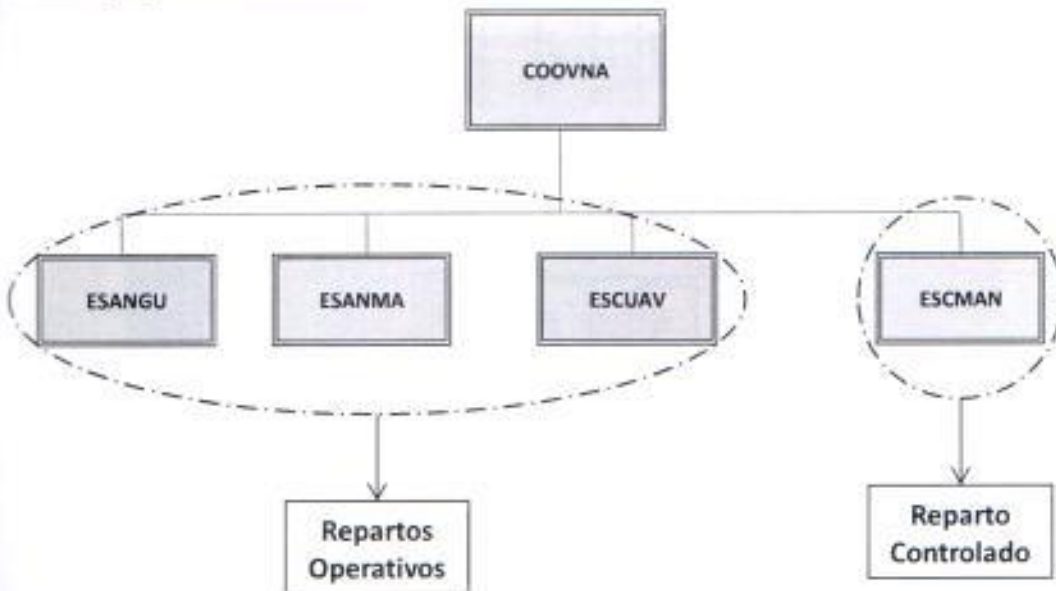 COOVNA
ESANGU
ESANMA
ESCUAV
ESCMAN
Repartos
Operativos
Reparto
Controlado